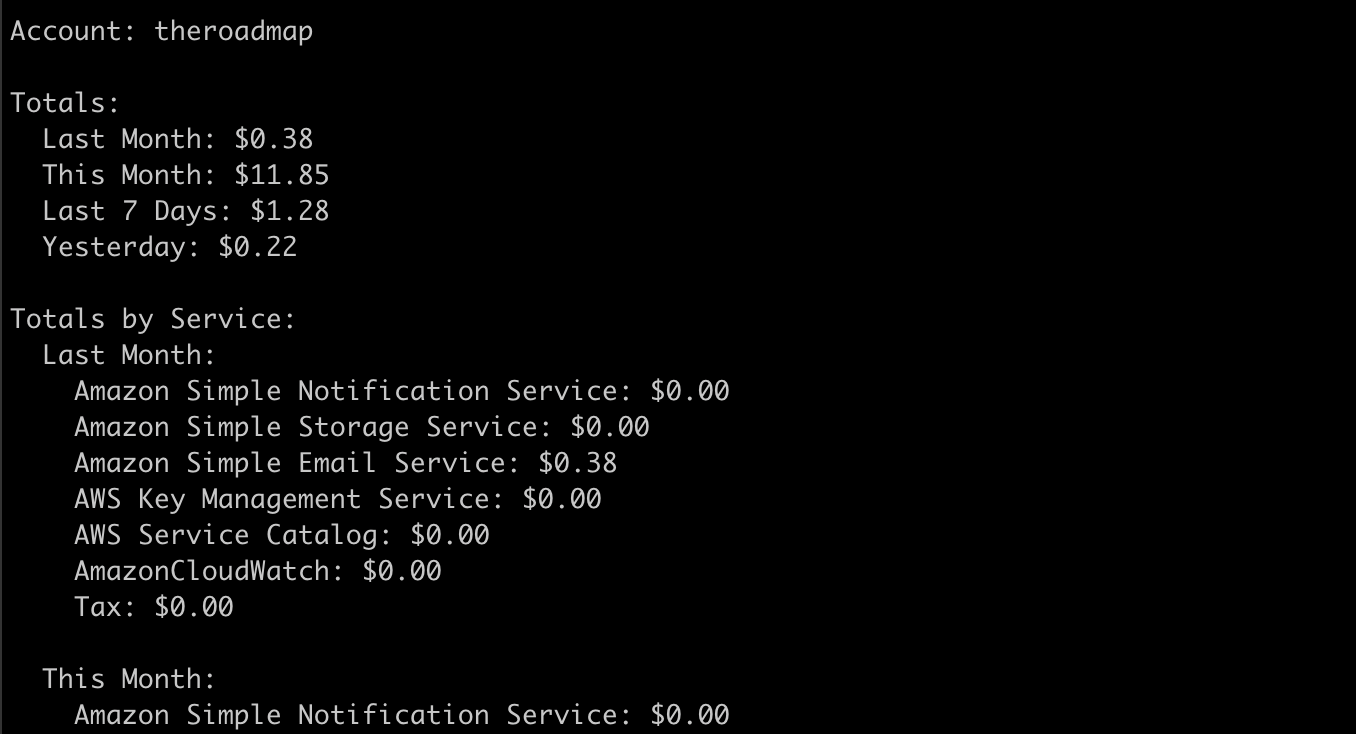 Account: theroadmap
Totals:
Last Month: $0.38
This Month: $11.85
Last 7 Days: $1.28
Yesterday: $0.22
Totals by Service:
Last Month:
Amazon Simple Notification Service: $0.00
Amazon Simple Storage Service: $0.00
Amazon Simple Email Service: $0.38
AWS Key Management Service: $0.00
AWS Service Catalog: $0.00
AmazonCloudWatch: $0.00
Tax: $0.00
This Month:
Amazon Simple Notification Service: $0.00